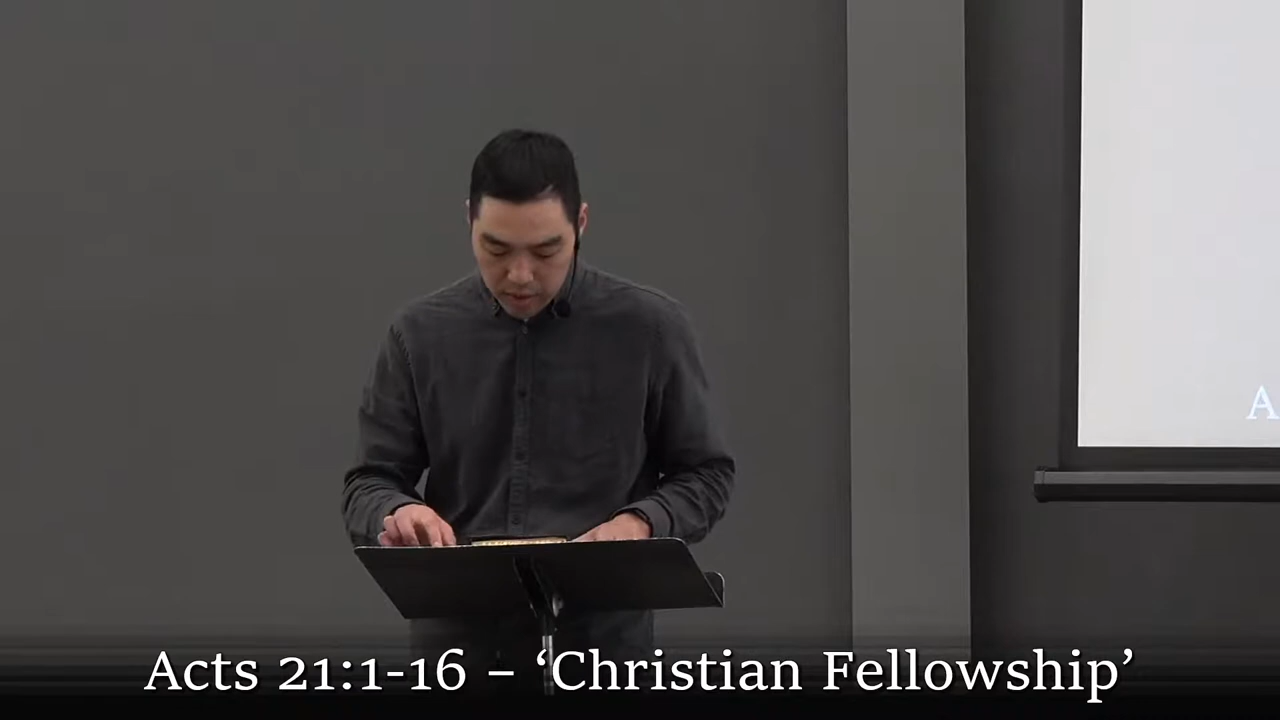 A
Acts 21:1-16 – ‘Christian Fellowship’